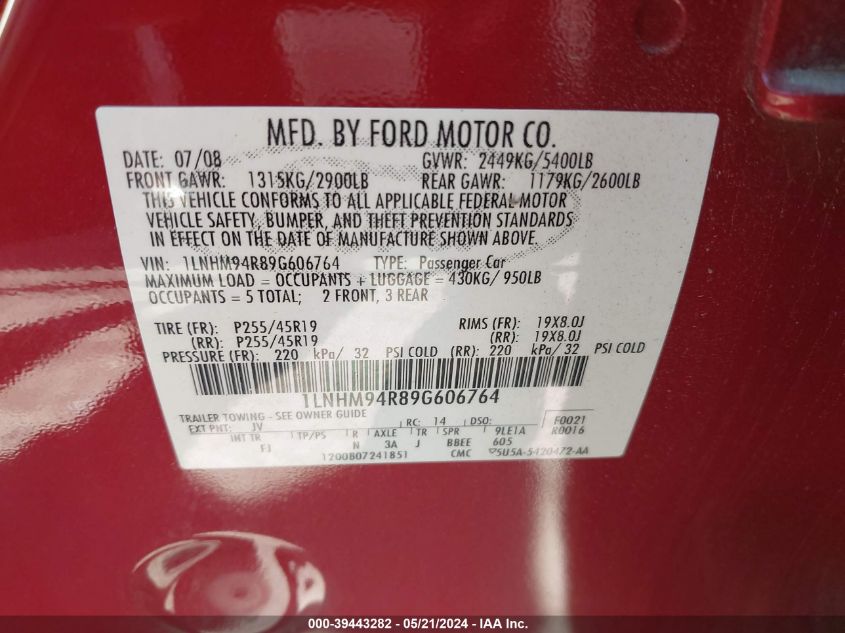 MFD. BY FORD MOTOR CO.
DATE: 07/08 GVWR: 2449KG/5400LB
FRONT GAWR: 1315KG/2900LB REAR GAWR: 1179KG/2600LB
THIS VEHICLE CONFORMS TO ALL APPLICABLE FEDERAL MOTOR
VEHICLE SAFETY, BUMPER, AND THEFT PREVENTION STANDARDS
IN EFFECT ON THE DATE OF MANUFACTURE SHOWN ABOVE.
VIN: 1LNHM94R89G606764 TYPE: Passenger Car
MAXIMUM LOAD = OCCUPANTS + LUGGAGE = 430KG/ 950LB
OCCUPANTS = 5 TOTAL; 2 FRONT, 3 REAR
TIRE (FR): P255/45R19 RIMS (FR): 19X8.0J
(RR): P255/45R19 (RR): 19X8.0J
PRESSURE (FR): 220 kPa/ 32 PSI COLD (RR): 220 kPa/ 32 PSI COLD
1LNHM94R89G606764
TRAILER TOWING - SEE OWNER GUIDE
EXT PNT: JV RC: 14 DSO: F0021
INT TR TP/PS R AXLE TR SPR 9LE1A R0016
FJ N 3A J BBEE 605
1200807241851 CMC 5U5A-5420472-AA
000-39443282 - 05/21/2024 - IAA Inc.